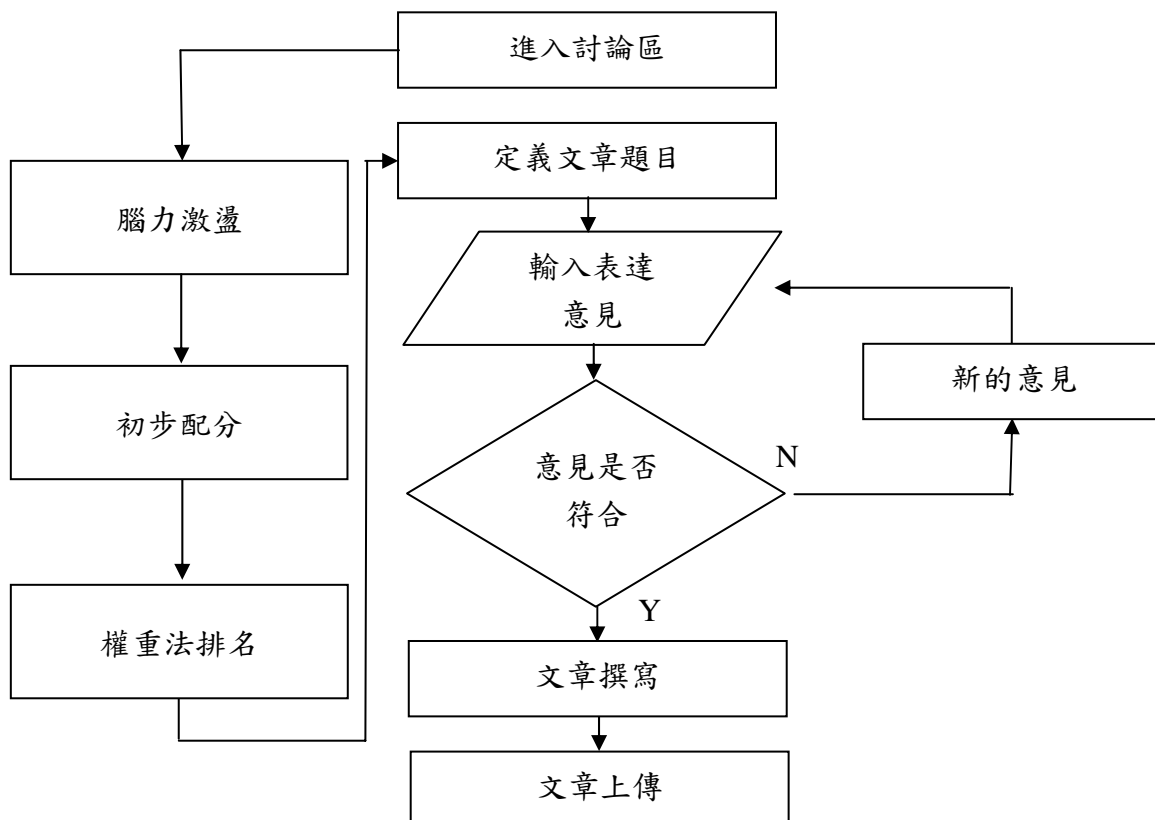 進入討論區
腦力激盪
初步配分
權重法排名
定義文章題目
輸入表達
意見
意見是否
符合
N
新的意見
Y
文章撰寫
文章上傳